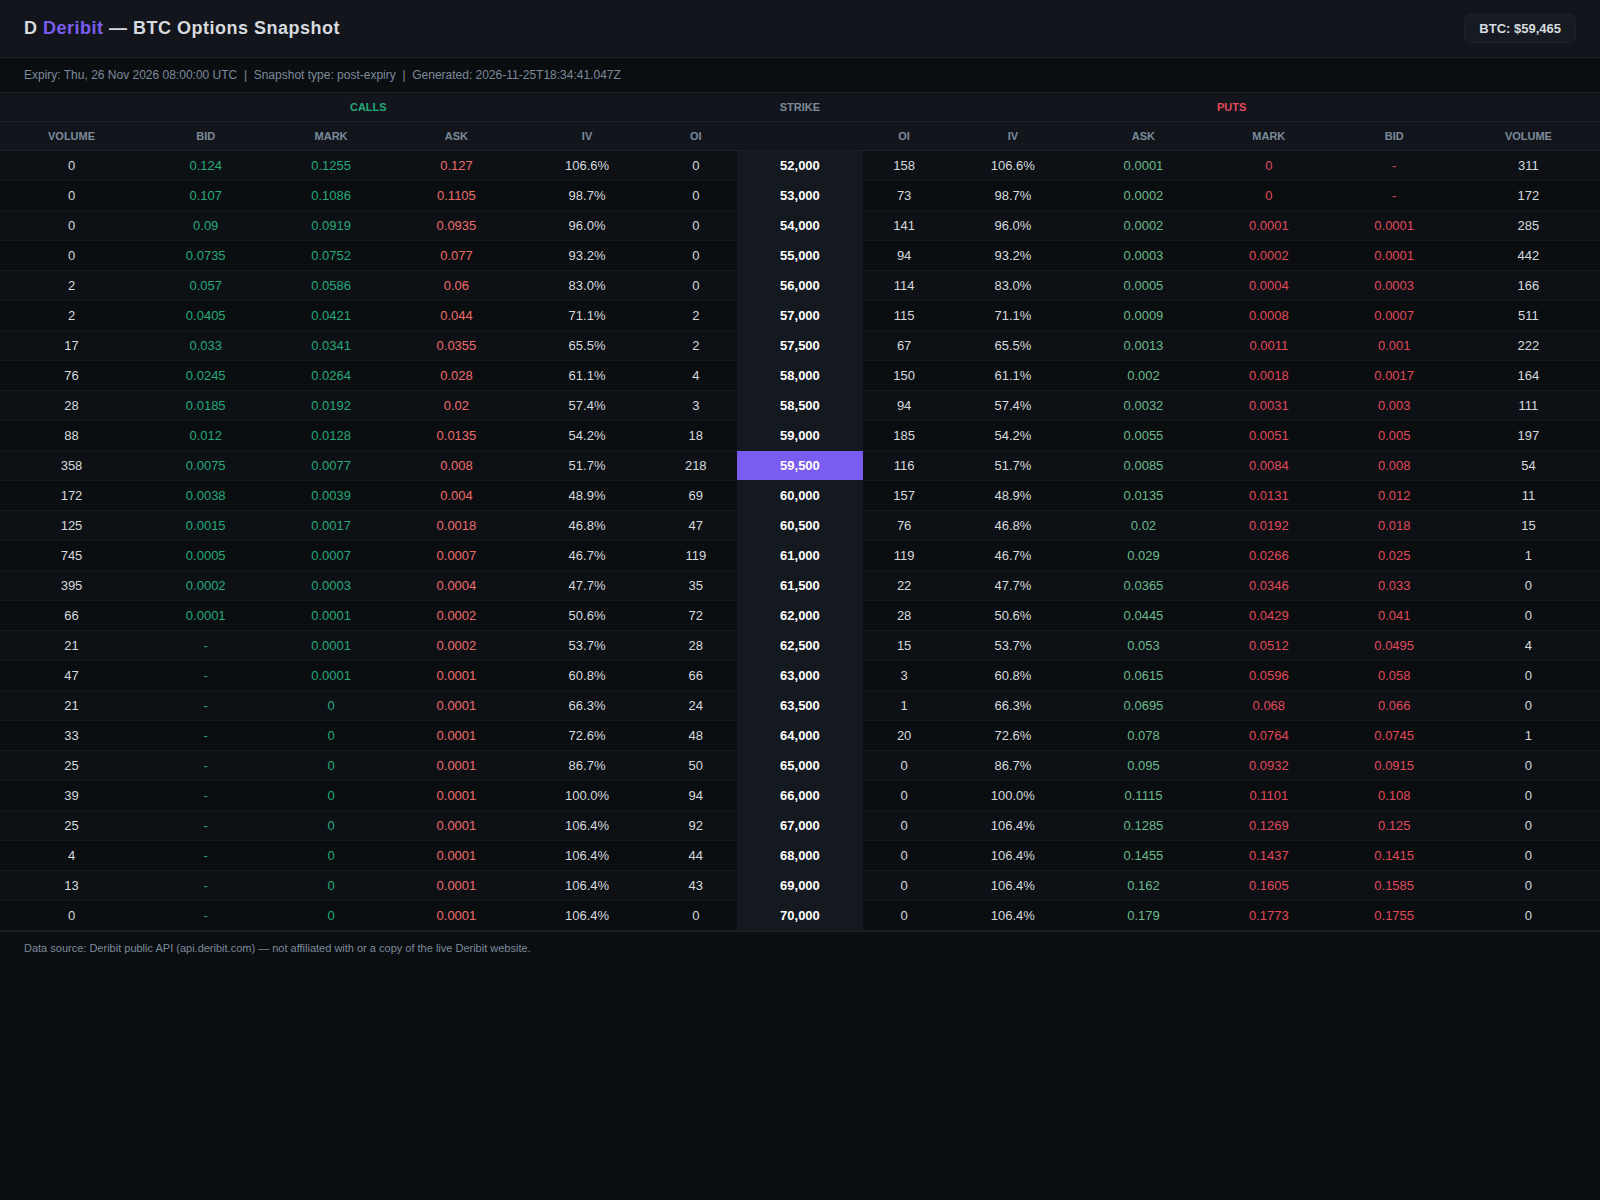 D Deribit — BTC Options Snapshot
BTC: $59,465
Expiry: Thu, 26 Nov 2026 08:00:00 UTC | Snapshot type: post-expiry | Generated: 2026-11-25T18:34:41.047Z
CALLS STRIKE PUTS
VOLUME BID MARK ASK IV OI OI IV ASK MARK BID VOLUME
0 0.124 0.1255 0.127 106.6% 0 52,000 158 106.6% 0.0001 0 - 311
0 0.107 0.1086 0.1105 98.7% 0 53,000 73 98.7% 0.0002 0 - 172
0 0.09 0.0919 0.0935 96.0% 0 54,000 141 96.0% 0.0002 0.0001 0.0001 285
0 0.0735 0.0752 0.077 93.2% 0 55,000 94 93.2% 0.0003 0.0002 0.0001 442
2 0.057 0.0586 0.06 83.0% 0 56,000 114 83.0% 0.0005 0.0004 0.0003 166
2 0.0405 0.0421 0.044 71.1% 2 57,000 115 71.1% 0.0009 0.0008 0.0007 511
17 0.033 0.0341 0.0355 65.5% 2 57,500 67 65.5% 0.0013 0.0011 0.001 222
76 0.0245 0.0264 0.028 61.1% 4 58,000 150 61.1% 0.002 0.0018 0.0017 164
28 0.0185 0.0192 0.02 57.4% 3 58,500 94 57.4% 0.0032 0.0031 0.003 111
88 0.012 0.0128 0.0135 54.2% 18 59,000 185 54.2% 0.0055 0.0051 0.005 197
358 0.0075 0.0077 0.008 51.7% 218 59,500 116 51.7% 0.0085 0.0084 0.008 54
172 0.0038 0.0039 0.004 48.9% 69 60,000 157 48.9% 0.0135 0.0131 0.012 11
125 0.0015 0.0017 0.0018 46.8% 47 60,500 76 46.8% 0.02 0.0192 0.018 15
745 0.0005 0.0007 0.0007 46.7% 119 61,000 119 46.7% 0.029 0.0266 0.025 1
395 0.0002 0.0003 0.0004 47.7% 35 61,500 22 47.7% 0.0365 0.0346 0.033 0
66 0.0001 0.0001 0.0002 50.6% 72 62,000 28 50.6% 0.0445 0.0429 0.041 0
21 - 0.0001 0.0002 53.7% 28 62,500 15 53.7% 0.053 0.0512 0.0495 4
47 - 0.0001 0.0001 60.8% 66 63,000 3 60.8% 0.0615 0.0596 0.058 0
21 - 0 0.0001 66.3% 24 63,500 1 66.3% 0.0695 0.068 0.066 0
33 - 0 0.0001 72.6% 48 64,000 20 72.6% 0.078 0.0764 0.0745 1
25 - 0 0.0001 86.7% 50 65,000 0 86.7% 0.095 0.0932 0.0915 0
39 - 0 0.0001 100.0% 94 66,000 0 100.0% 0.1115 0.1101 0.108 0
25 - 0 0.0001 106.4% 92 67,000 0 106.4% 0.1285 0.1269 0.125 0
4 - 0 0.0001 106.4% 44 68,000 0 106.4% 0.1455 0.1437 0.1415 0
13 - 0 0.0001 106.4% 43 69,000 0 106.4% 0.162 0.1605 0.1585 0
0 - 0 0.0001 106.4% 0 70,000 0 106.4% 0.179 0.1773 0.1755 0
Data source: Deribit public API (api.deribit.com) — not affiliated with or a copy of the live Deribit website.